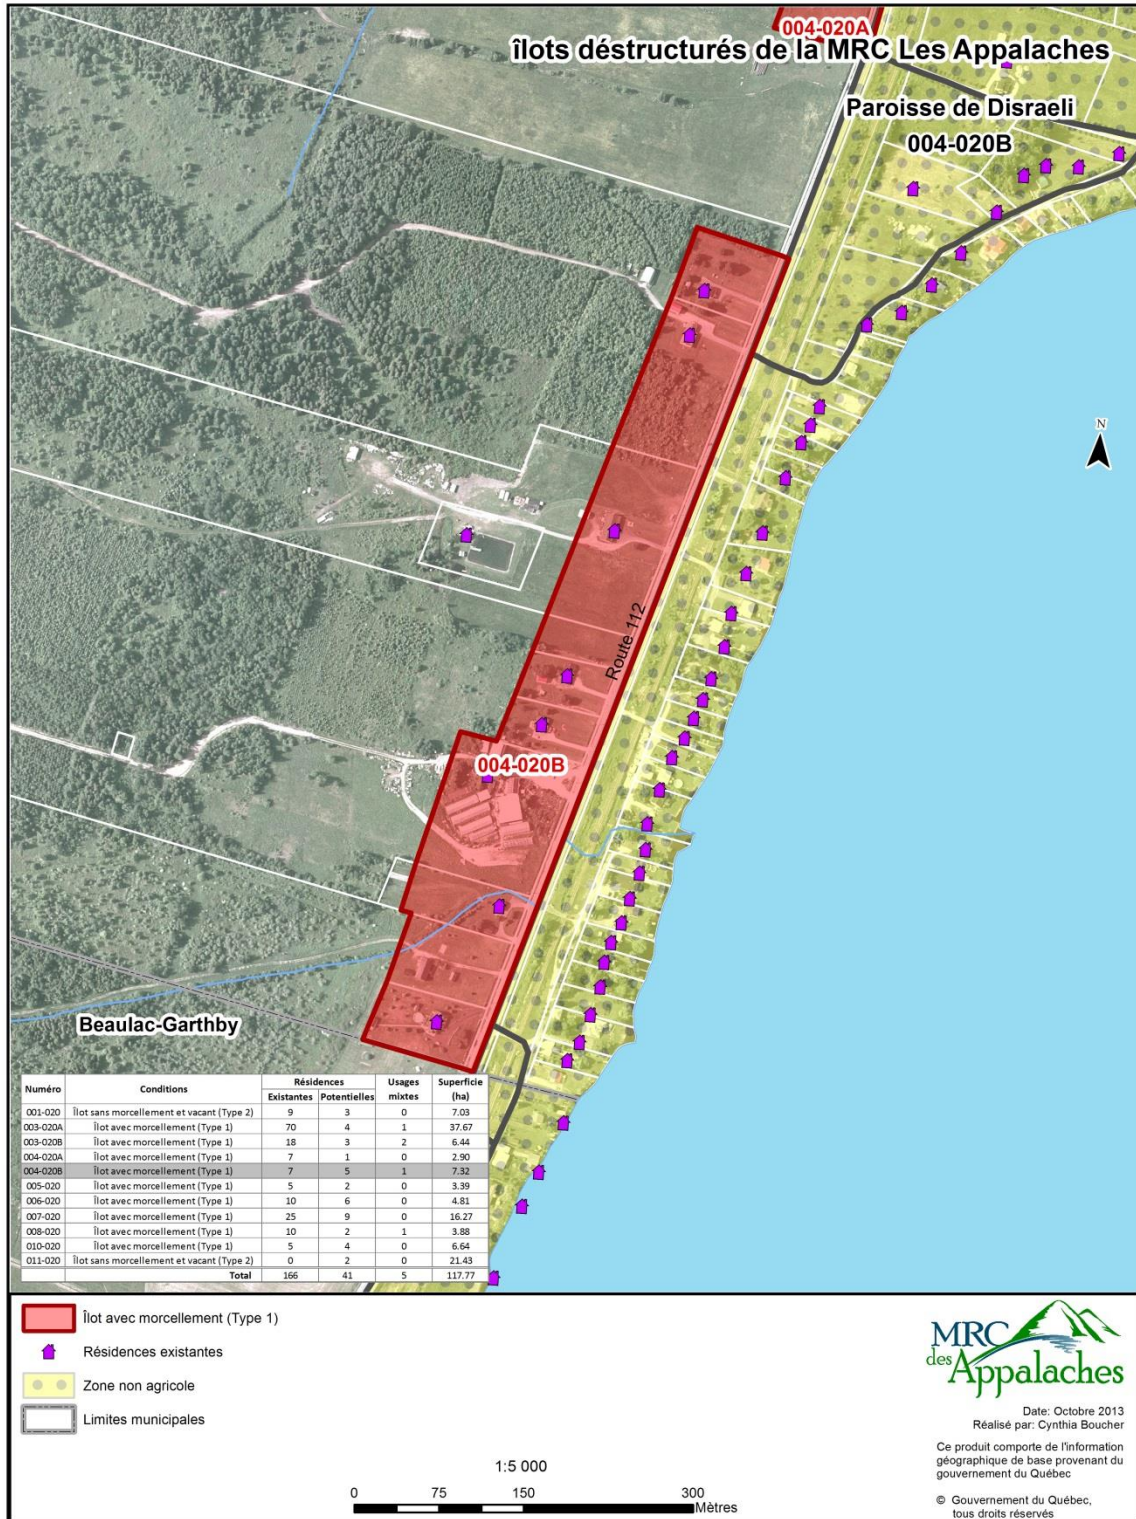 004-020A
îlots déstructurés de la MRC Les Appalaches
Paroisse de Disraeli
004-020B
N
Route 112
004-020B
Beaulac-Garthby
Numéro Conditions Résidences Usages mixtes Superficie (ha)
Existantes Potentielles
001-020 Îlot sans morcellement et vacant (Type 2) 9 3 0 7.03
003-020A Îlot avec morcellement (Type 1) 70 4 1 37.67
003-020B Îlot avec morcellement (Type 1) 18 3 2 6.44
004-020A Îlot avec morcellement (Type 1) 7 1 0 2.90
004-020B Îlot avec morcellement (Type 1) 7 5 1 7.32
005-020 Îlot avec morcellement (Type 1) 5 2 0 3.39
006-020 Îlot avec morcellement (Type 1) 10 6 0 4.81
007-020 Îlot avec morcellement (Type 1) 25 9 0 16.27
008-020 Îlot avec morcellement (Type 1) 10 2 1 3.88
010-020 Îlot avec morcellement (Type 1) 5 4 0 6.64
011-020 Îlot sans morcellement et vacant (Type 2) 0 2 0 21.43
Total 166 41 5 117.77
Îlot avec morcellement (Type 1)
Résidences existantes
Zone non agricole
Limites municipales
1:5 000
0 75 150 300
Mètres
MRC
des Appalaches
Date: Octobre 2013
Réalisé par: Cynthia Boucher
Ce produit comporte de l'information
géographique de base provenant du
gouvernement du Québec
© Gouvernement du Québec,
tous droits réservés